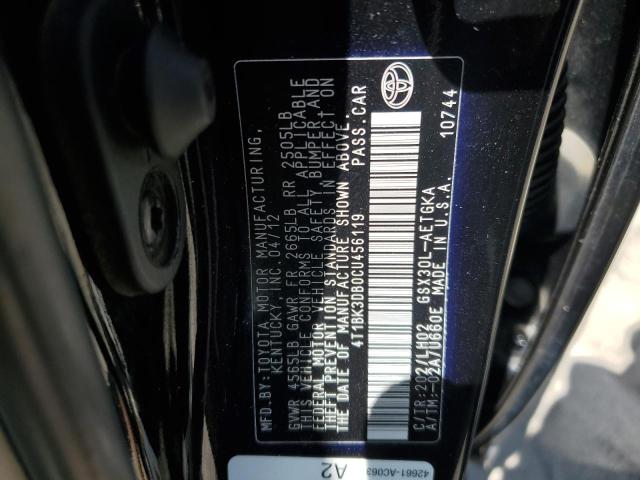 MFD.BY:TOYOTA MOTOR MANUFACTURING,
KENTUCKY, INC. 04/12
GVWR 4565LB GAWR FR 2665LB RR 2505LB
THIS VEHICLE CONFORMS TO ALL APPLICABLE
FEDERAL MOTOR VEHICLE SAFETY, BUMPER, AND
THEFT PREVENTION STANDARDS IN EFFECT ON
THE DATE OF MANUFACTURE SHOWN ABOVE.
4T1BK3DB0CU456119 PASS.CAR
C/TR:202/LH02 GSX30L-AETGKA
A/TM:-02A/U660E
MADE IN U.S.A. 10744
42661-AC063
A2